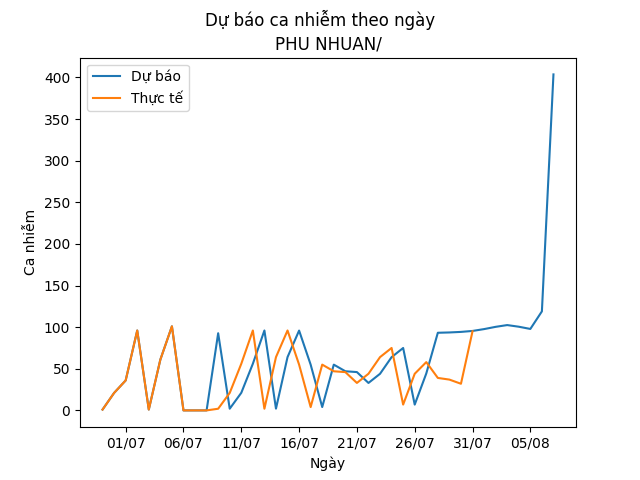 Dự báo ca nhiễm theo ngày
PHU NHUAN/
Dự báo
Thực tế
Ca nhiễm
400
350
300
250
200
150
100
50
0
01/07 06/07 11/07 16/07 21/07 26/07 31/07 05/08
Ngày